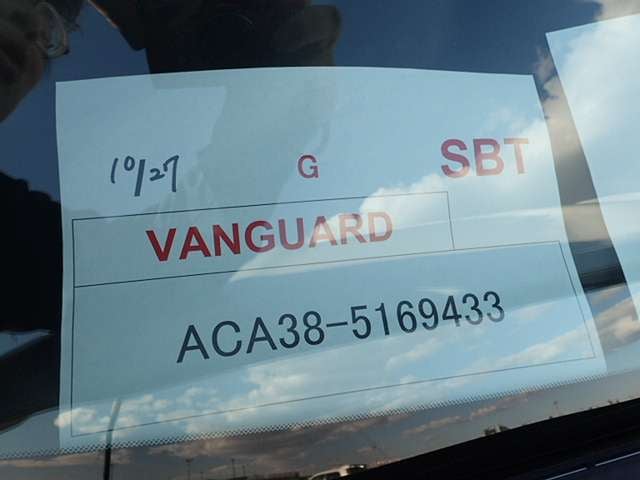 10/27 G SBT
VANGUARD
ACA38-5169433